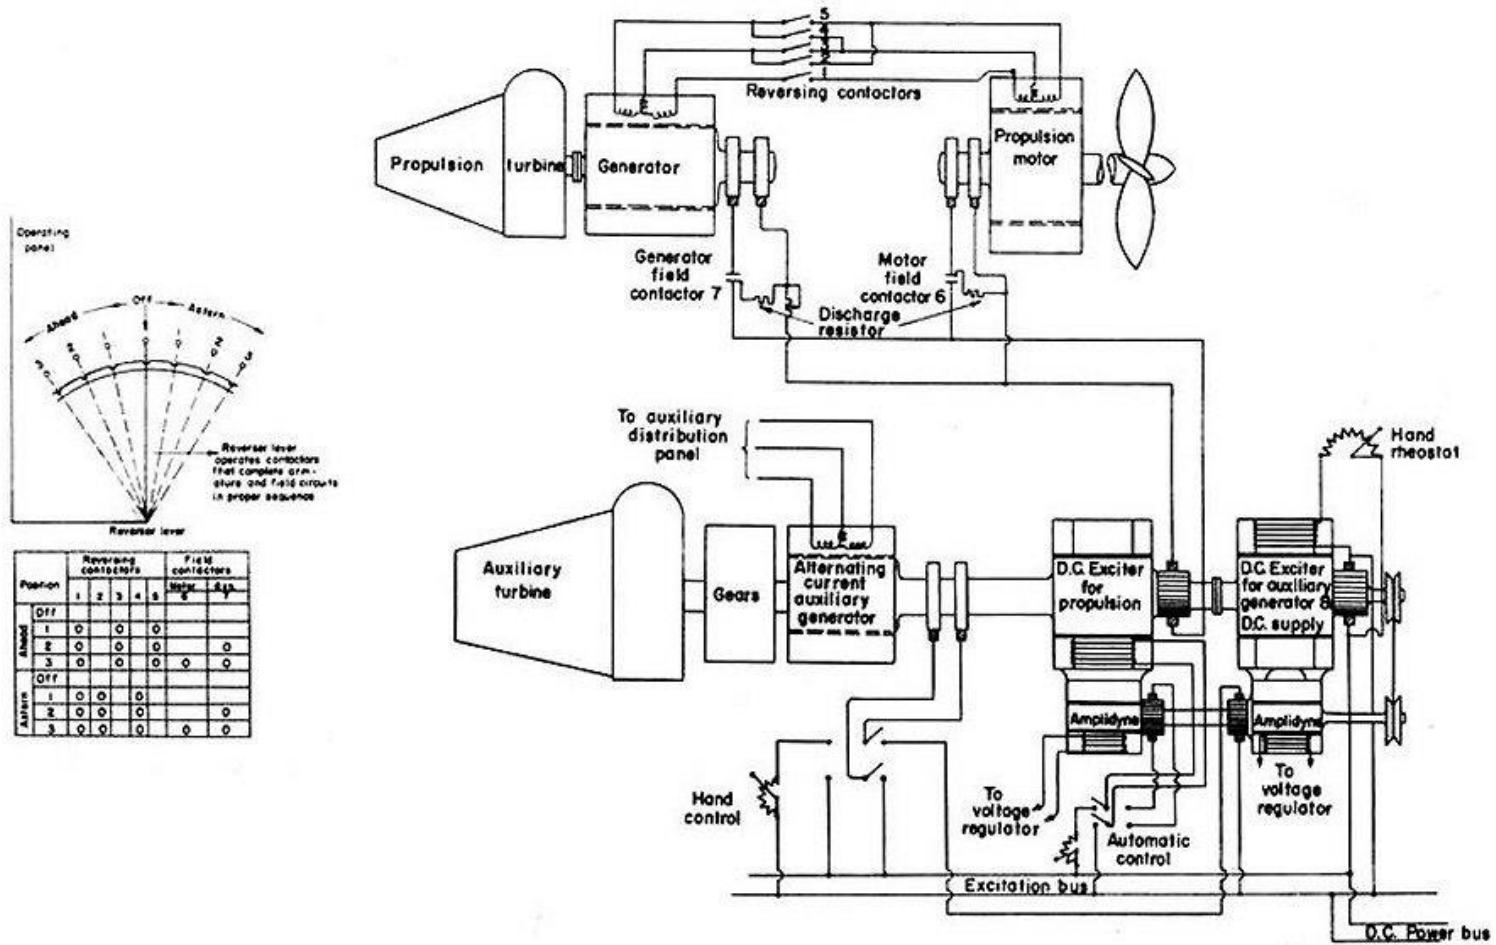 5
4
3
2
1
Reversing contactors
Propulsion turbine
Generator
Propulsion
motor
Generator
field
contactor 7
Motor
field
contactor 6
Discharge
resistor
Operating
panel
Ahead
Off
Astern
3
2
1
1
2
3
Reverser lever
operates contactors
that complete arm-
ature and field circuits
in proper sequence
Reverser lever
Position
Reversing
contactors
Field
contactors
Motor
Gen.
1 2 3 4 5 6 7
Ahead
Off
1 O O O
2 O O O O
3 O O O O O
Astern
Off
1 O O O
2 O O O O
3 O O O O O
To auxiliary
distribution
panel
Hand
rheostat
Auxiliary
turbine
Gears
Alternating
current
auxiliary
generator
D.C. Exciter
for
propulsion
D.C. Exciter
for auxiliary
generator 8
D.C. supply
Amplidyne
Amplidyne
Hand
control
To
voltage
regulator
To
voltage
regulator
Automatic
control
Excitation bus
D.C. Power bus